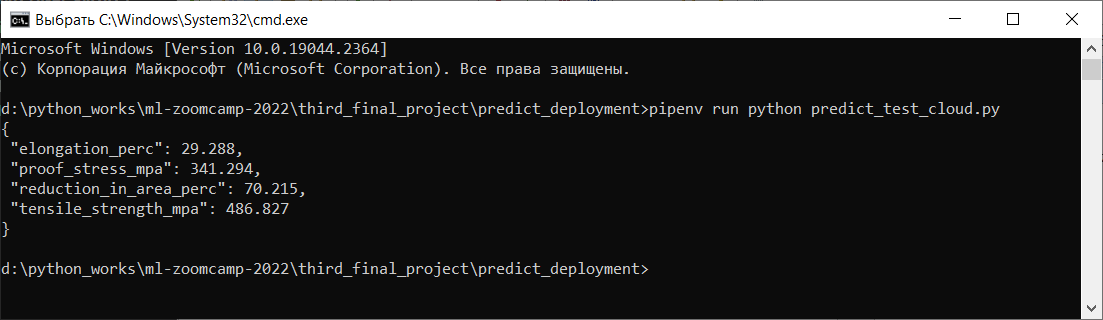 Выбрать C:\Windows\System32\cmd.exe
Microsoft Windows [Version 10.0.19044.2364]
(c) Корпорация Майкрософт (Microsoft Corporation). Все права защищены.
d:\python_works\ml-zoomcamp-2022\third_final_project\predict_deployment>pipenv run python predict_test_cloud.py
{
 "elongation_perc": 29.288,
 "proof_stress_mpa": 341.294,
 "reduction_in_area_perc": 70.215,
 "tensile_strength_mpa": 486.827
}
d:\python_works\ml-zoomcamp-2022\third_final_project\predict_deployment>